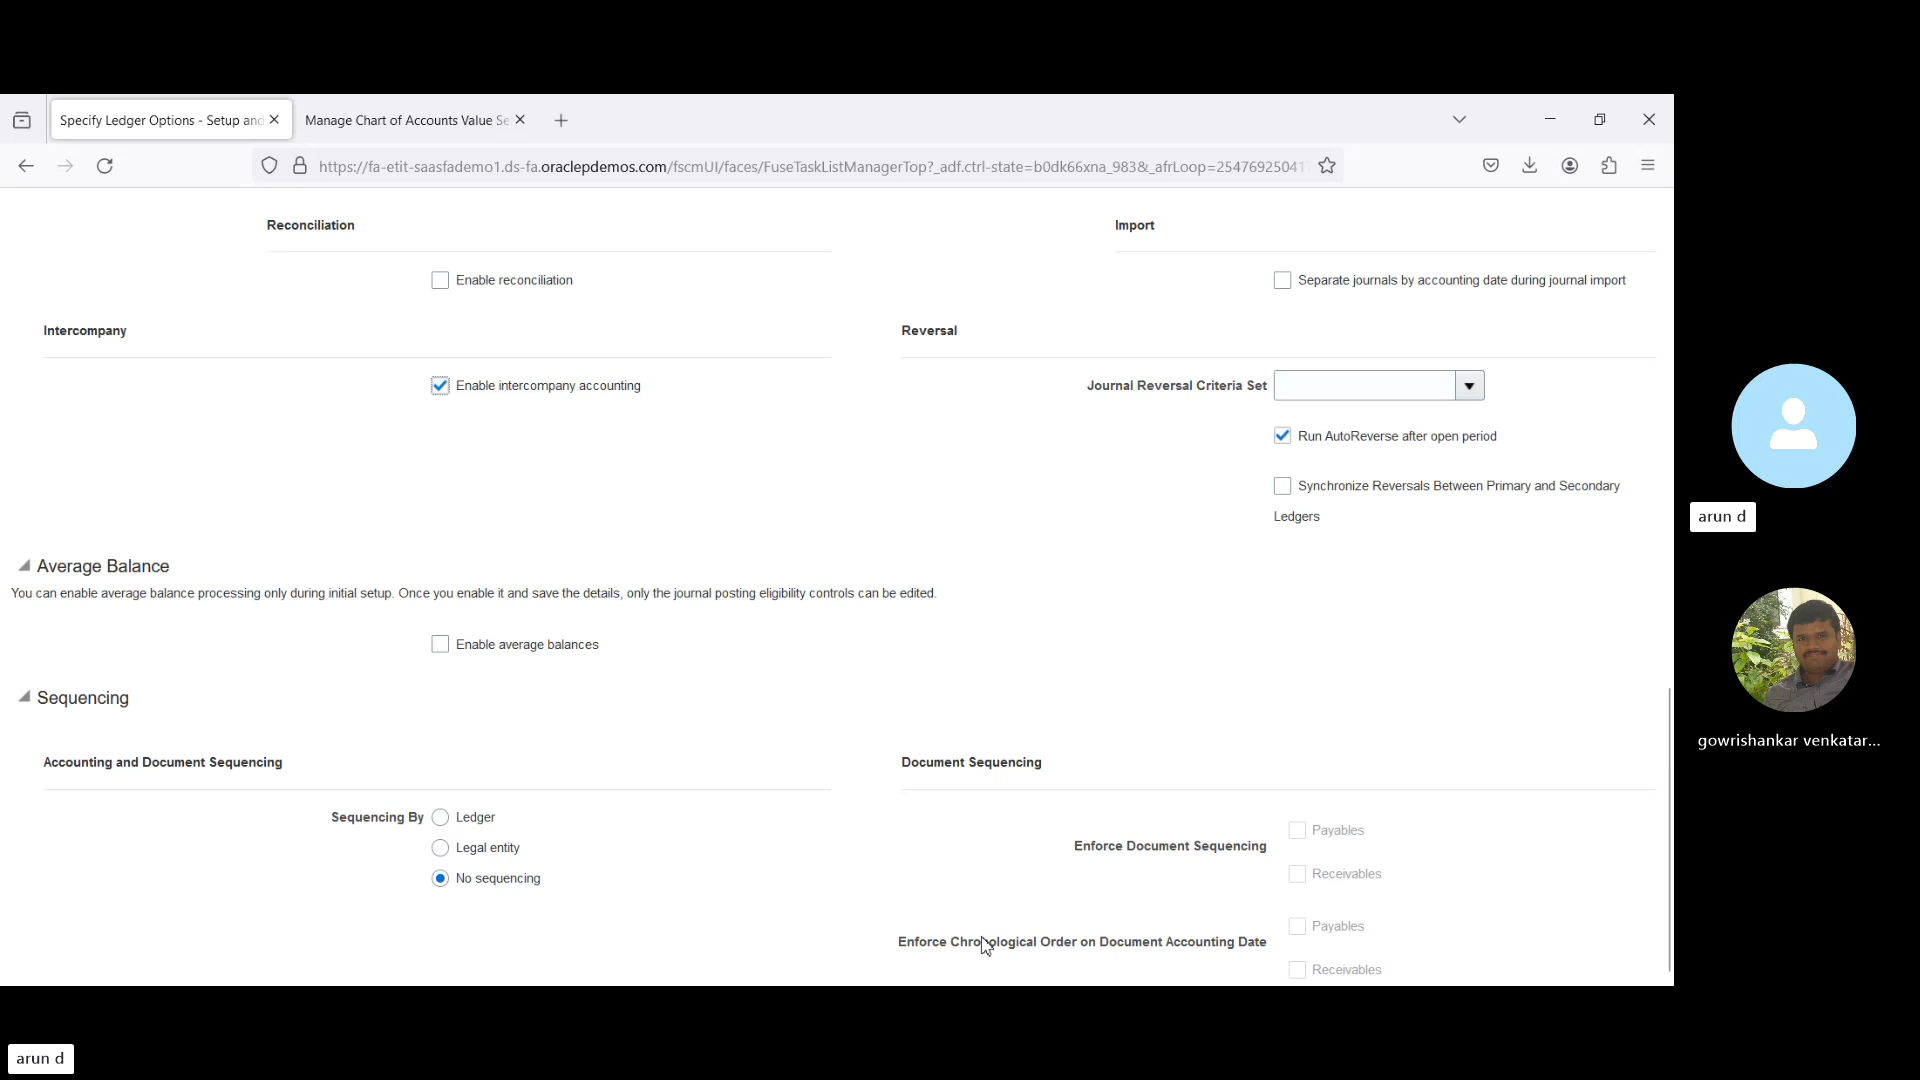 Specify Ledger Options - Setup and
Manage Chart of Accounts Value Se
https://fa-etit-saasfademo1.ds-fa.oraclepdemos.com/fscmUI/faces/FuseTaskListManagerTop?_adf.ctrl-state=b0dk66xna_983&_afrLoop=2547692504
Reconciliation
Import
Enable reconciliation
Separate journals by accounting date during journal import
Intercompany
Reversal
Enable intercompany accounting
Journal Reversal Criteria Set
Run AutoReverse after open period
Synchronize Reversals Between Primary and Secondary
Ledgers
arun d
Average Balance
You can enable average balance processing only during initial setup. Once you enable it and save the details, only the journal posting eligibility controls can be edited.
Enable average balances
Sequencing
gowrishankar venkatar...
Accounting and Document Sequencing
Document Sequencing
Sequencing By
Ledger
Legal entity
No sequencing
Enforce Document Sequencing
Payables
Receivables
Enforce Chronological Order on Document Accounting Date
Payables
Receivables
arun d